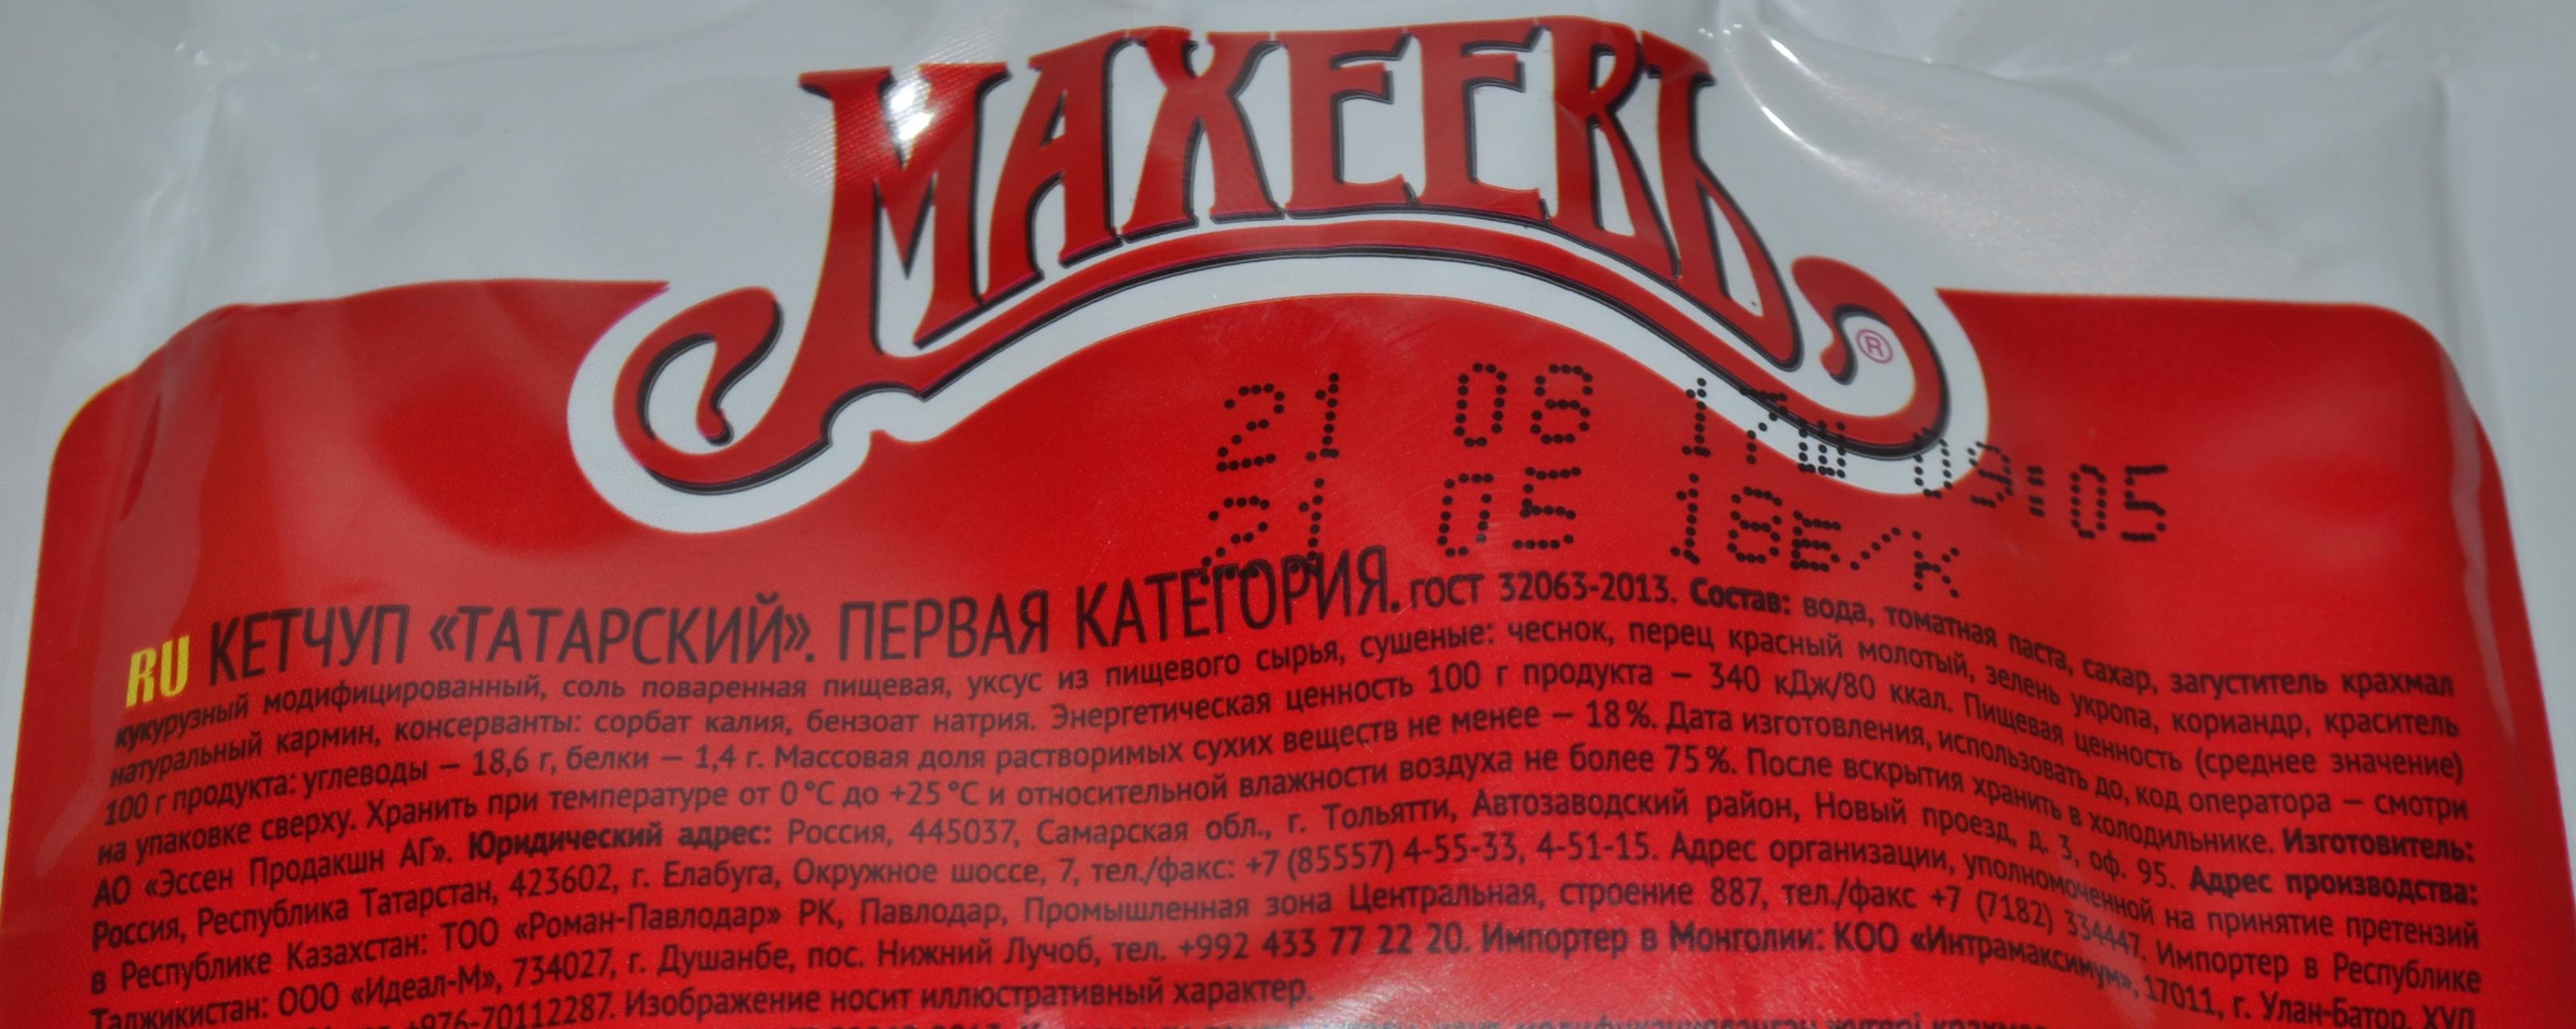 МАХЕЕВЪ
®
21 08 17Ш 09:05
21 05 18Е/К
RU КЕТЧУП «ТАТАРСКИЙ». ПЕРВАЯ КАТЕГОРИЯ. ГОСТ 32063-2013. Состав: вода, томатная паста, сахар, загуститель крахмал
кукурузный модифицированный, соль поваренная пищевая, уксус из пищевого сырья, сушеные: чеснок, перец красный молотый, зелень укропа, кориандр, краситель
натуральный кармин, консерванты: сорбат калия, бензоат натрия. Энергетическая ценность 100 г продукта – 340 кДж/80 ккал. Пищевая ценность (среднее значение)
100 г продукта: углеводы – 18,6 г, белки – 1,4 г. Массовая доля растворимых сухих веществ не менее – 18%. Дата изготовления, использовать до, код оператора – смотри
на упаковке сверху. Хранить при температуре от 0°С до +25°С и относительной влажности воздуха не более 75%. После вскрытия хранить в холодильнике. Изготовитель:
АО «Эссен Продакшн АГ». Юридический адрес: Россия, 445037, Самарская обл., г. Тольятти, Автозаводский район, Новый проезд, д. 3, оф. 95. Адрес производства:
Россия, Республика Татарстан, 423602, г. Елабуга, Окружное шоссе, 7, тел./факс: +7 (85557) 4-55-33, 4-51-15. Адрес организации, уполномоченной на принятие претензий
в Республике Казахстан: ТОО «Роман-Павлодар» РК, Павлодар, Промышленная зона Центральная, строение 887, тел./факс +7 (7182) 334447. Импортер в Республике
Таджикистан: ООО «Идеал-М», 734027, г. Душанбе, пос. Нижний Лучоб, тел. +992 433 77 22 20. Импортер в Монголии: КОО «Интрамаксимум», 17011, г. Улан-Батор, ХУД
+976-70112287. Изображение носит иллюстративный характер.